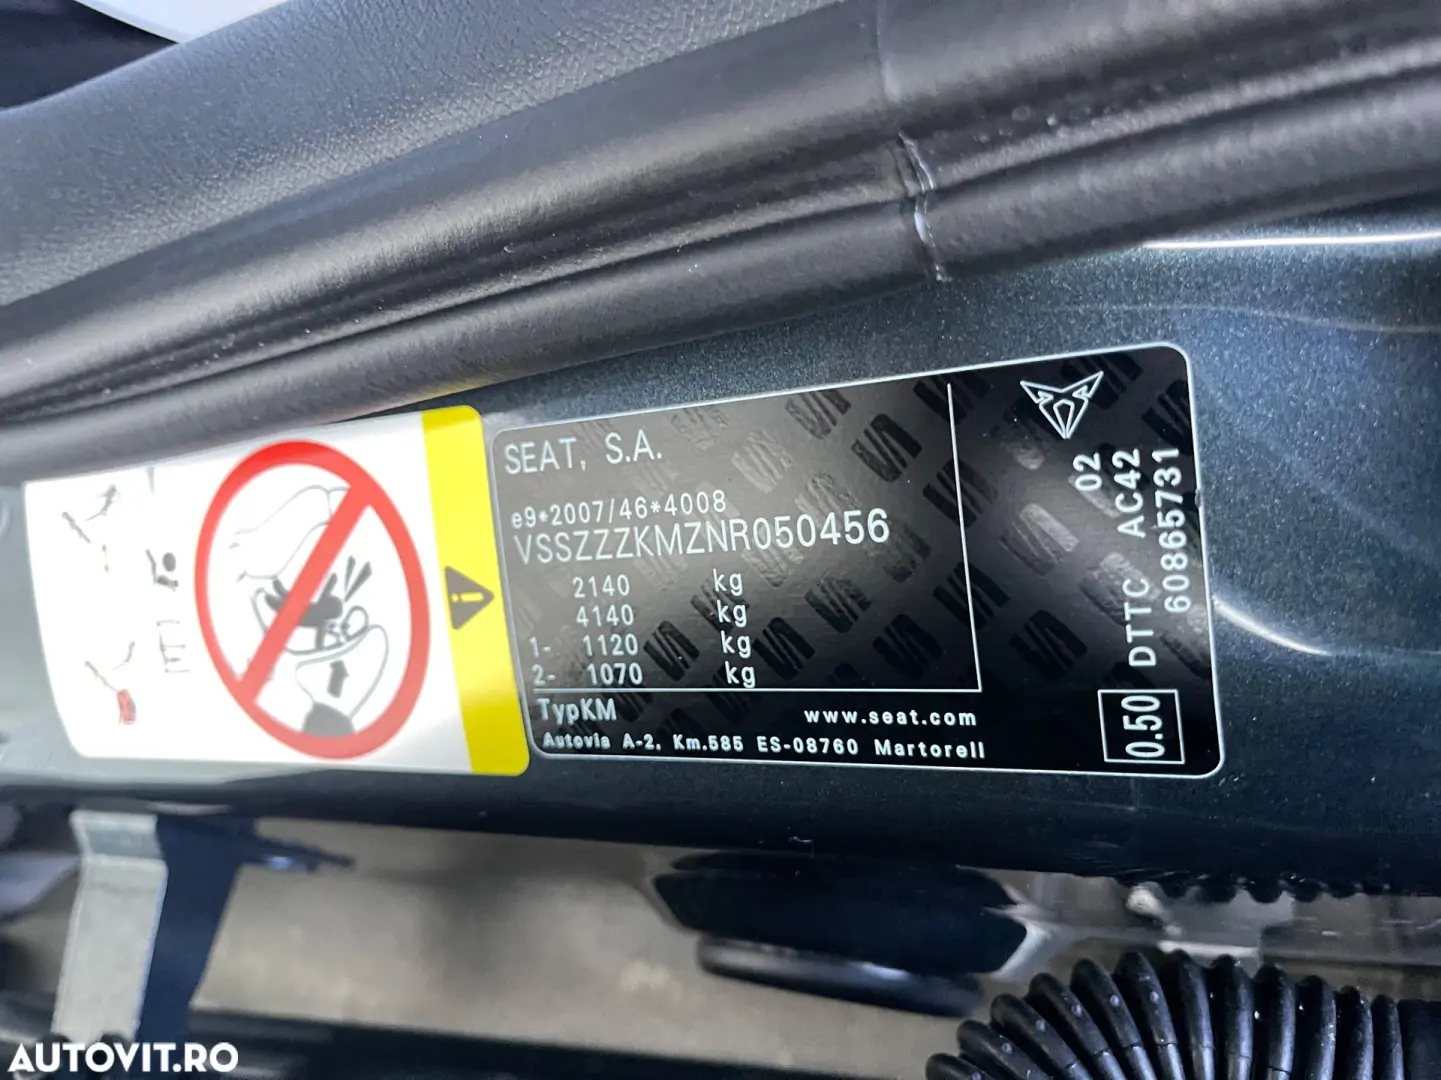 SEAT, S.A.
e9*2007/46*4008
VSSZZZKMZNR050456
2140 kg
4140 kg
1- 1120 kg
2- 1070 kg
TypKM
www.seat.com
Autovia A-2, Km.585 ES-08760 Martorell
02
0.50 DTTC AC42
60865731
E
AUTOVIT.RO